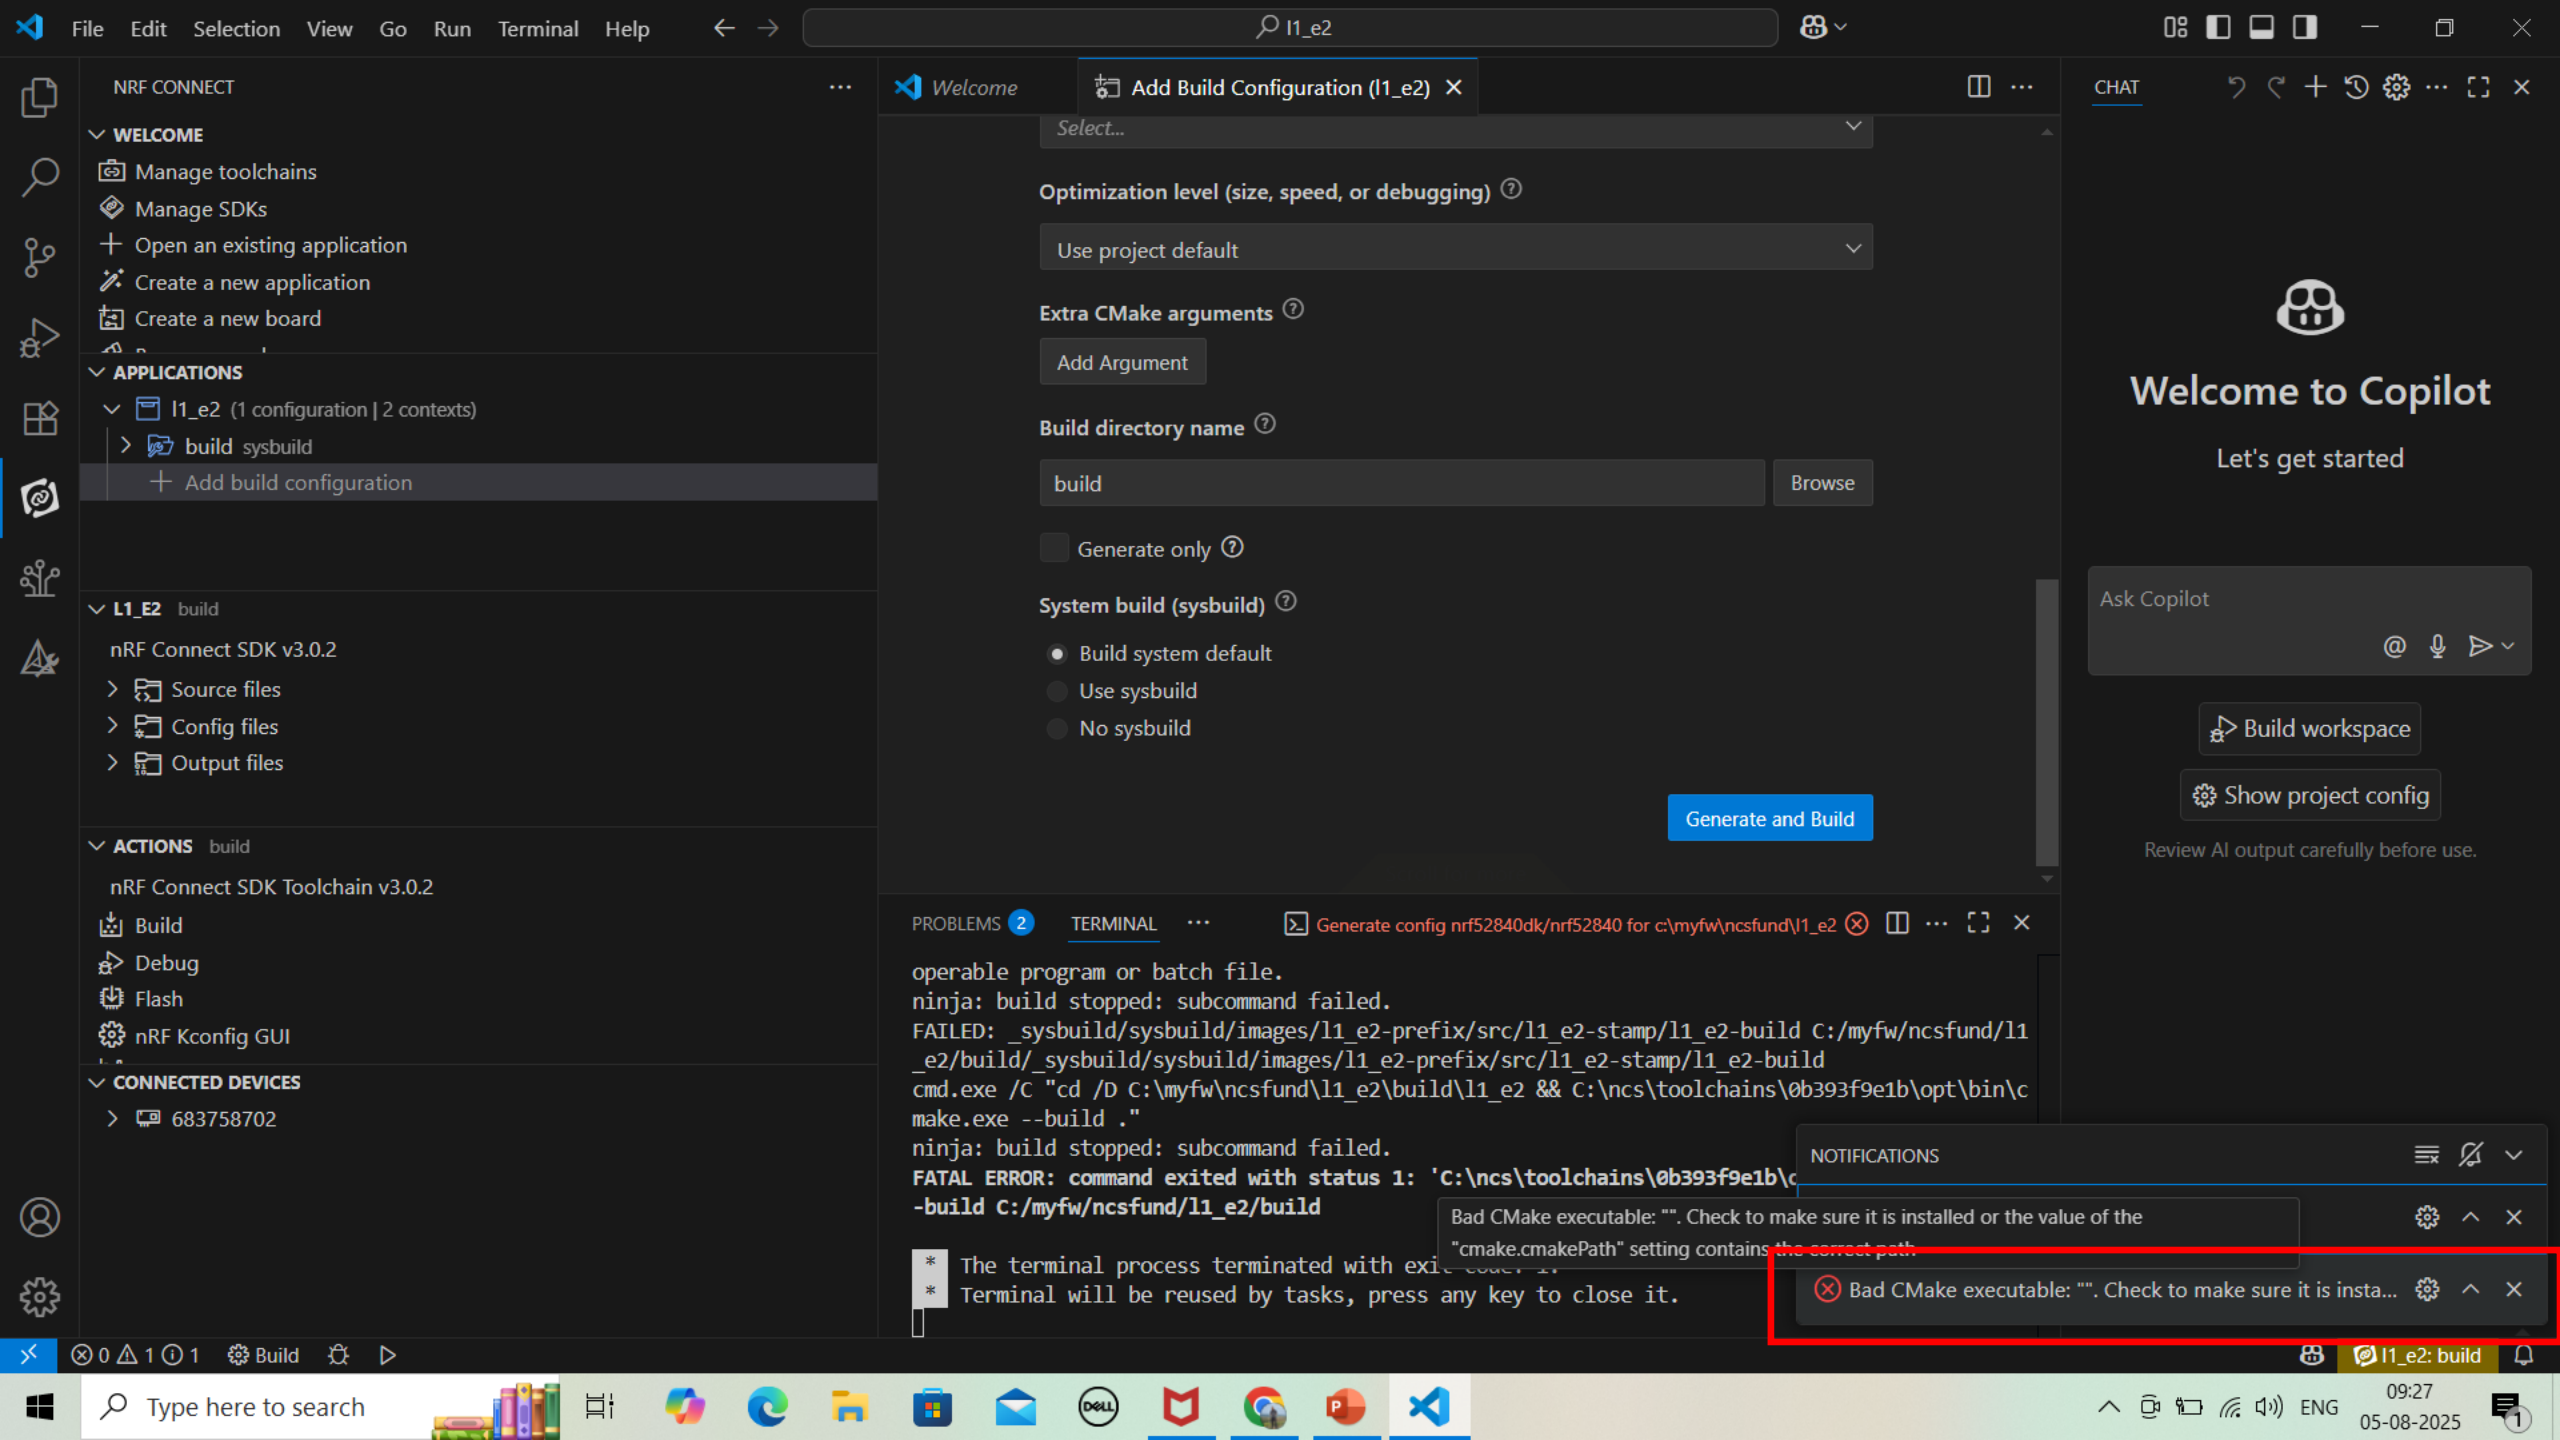 File Edit Selection View Go Run Terminal Help
l1_e2
NRF CONNECT
WELCOME
Manage toolchains
Manage SDKs
Open an existing application
Create a new application
Create a new board
APPLICATIONS
l1_e2 (1 configuration | 2 contexts)
build sysbuild
Add build configuration
L1_E2 build
nRF Connect SDK v3.0.2
Source files
Config files
Output files
ACTIONS build
nRF Connect SDK Toolchain v3.0.2
Build
Debug
Flash
nRF Kconfig GUI
CONNECTED DEVICES
683758702
Welcome
Add Build Configuration (l1_e2)
Select...
Optimization level (size, speed, or debugging)
Use project default
Extra CMake arguments
Add Argument
Build directory name
build
Browse
Generate only
System build (sysbuild)
Build system default
Use sysbuild
No sysbuild
Generate and Build
PROBLEMS 2 TERMINAL
Generate config nrf52840dk/nrf52840 for c:\myfw\ncsfund\l1_e2
operable program or batch file.
ninja: build stopped: subcommand failed.
FAILED: _sysbuild/sysbuild/images/l1_e2-prefix/src/l1_e2-stamp/l1_e2-build C:/myfw/ncsfund/l1
_e2/build/_sysbuild/sysbuild/images/l1_e2-prefix/src/l1_e2-stamp/l1_e2-build
cmd.exe /C "cd /D C:\myfw\ncsfund\l1_e2\build\l1_e2 && C:\ncs\toolchains\0b393f9e1b\opt\bin\c
make.exe --build ."
ninja: build stopped: subcommand failed.
FATAL ERROR: command exited with status 1: 'C:\ncs\toolchains\0b393f9e1b\
-build C:/myfw/ncsfund/l1_e2/build
* The terminal process terminated with exit code: 1.
* Terminal will be reused by tasks, press any key to close it.
CHAT
Welcome to Copilot
Let's get started
Ask Copilot
Build workspace
Show project config
Review AI output carefully before use.
NOTIFICATIONS
Bad CMake executable: "". Check to make sure it is installed or the value of the
"cmake.cmakePath" setting contains the correct path.
Bad CMake executable: "". Check to make sure it is insta...
0 1 1 Build
l1_e2: build
Type here to search
DELL
ENG
09:27
05-08-2025
1